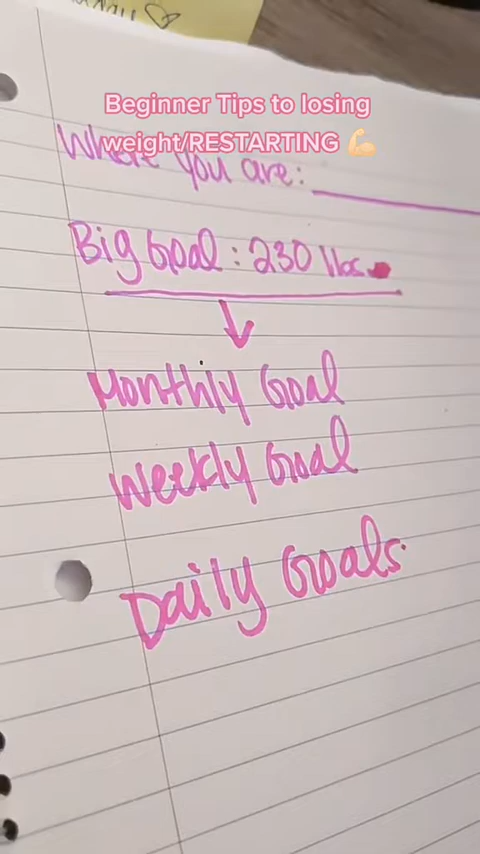 Beginner Tips to losing
weight/RESTARTING 💪🏼
Where you are:
Big Goal: 230 lbs.
↓
Monthly Goal
Weekly Goal
Daily Goals.